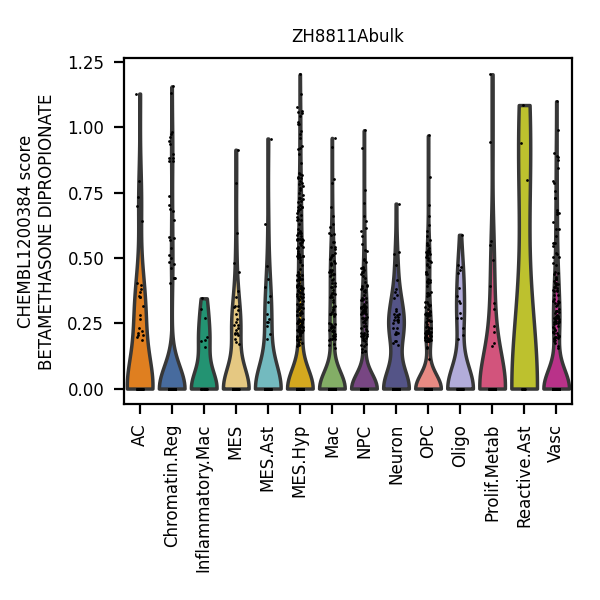 ZH8811Abulk
CHEMBL1200384 score
BETAMETHASONE DIPROPIONATE
1.25
1.00
0.75
0.50
0.25
0.00
AC
Chromatin.Reg
Inflammatory.Mac
MES
MES.Ast
MES.Hyp
Mac
NPC
Neuron
OPC
Oligo
Prolif.Metab
Reactive.Ast
Vasc